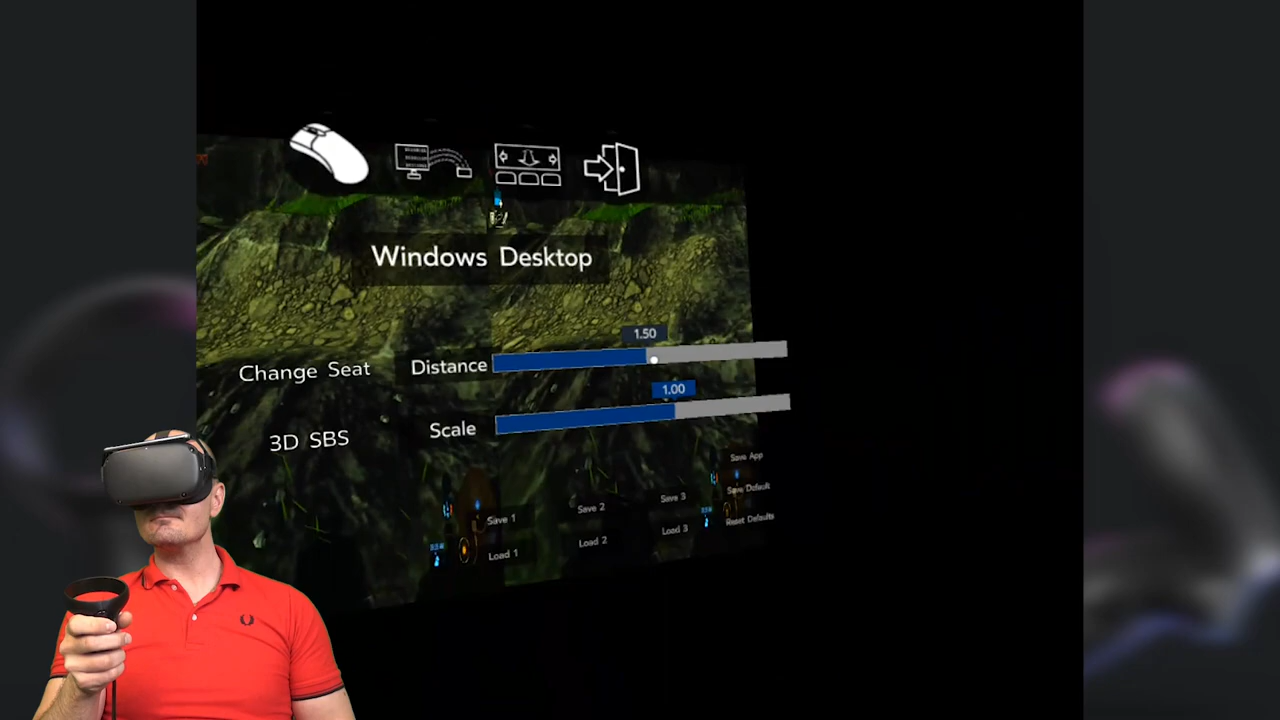 Windows Desktop
1.50
Change Seat
Distance
1.00
Scale
3D SBS
Save App
Save 1
Save 2
Save 3
Save Default
Load 1
Load 2
Load 3
Reset Defaults